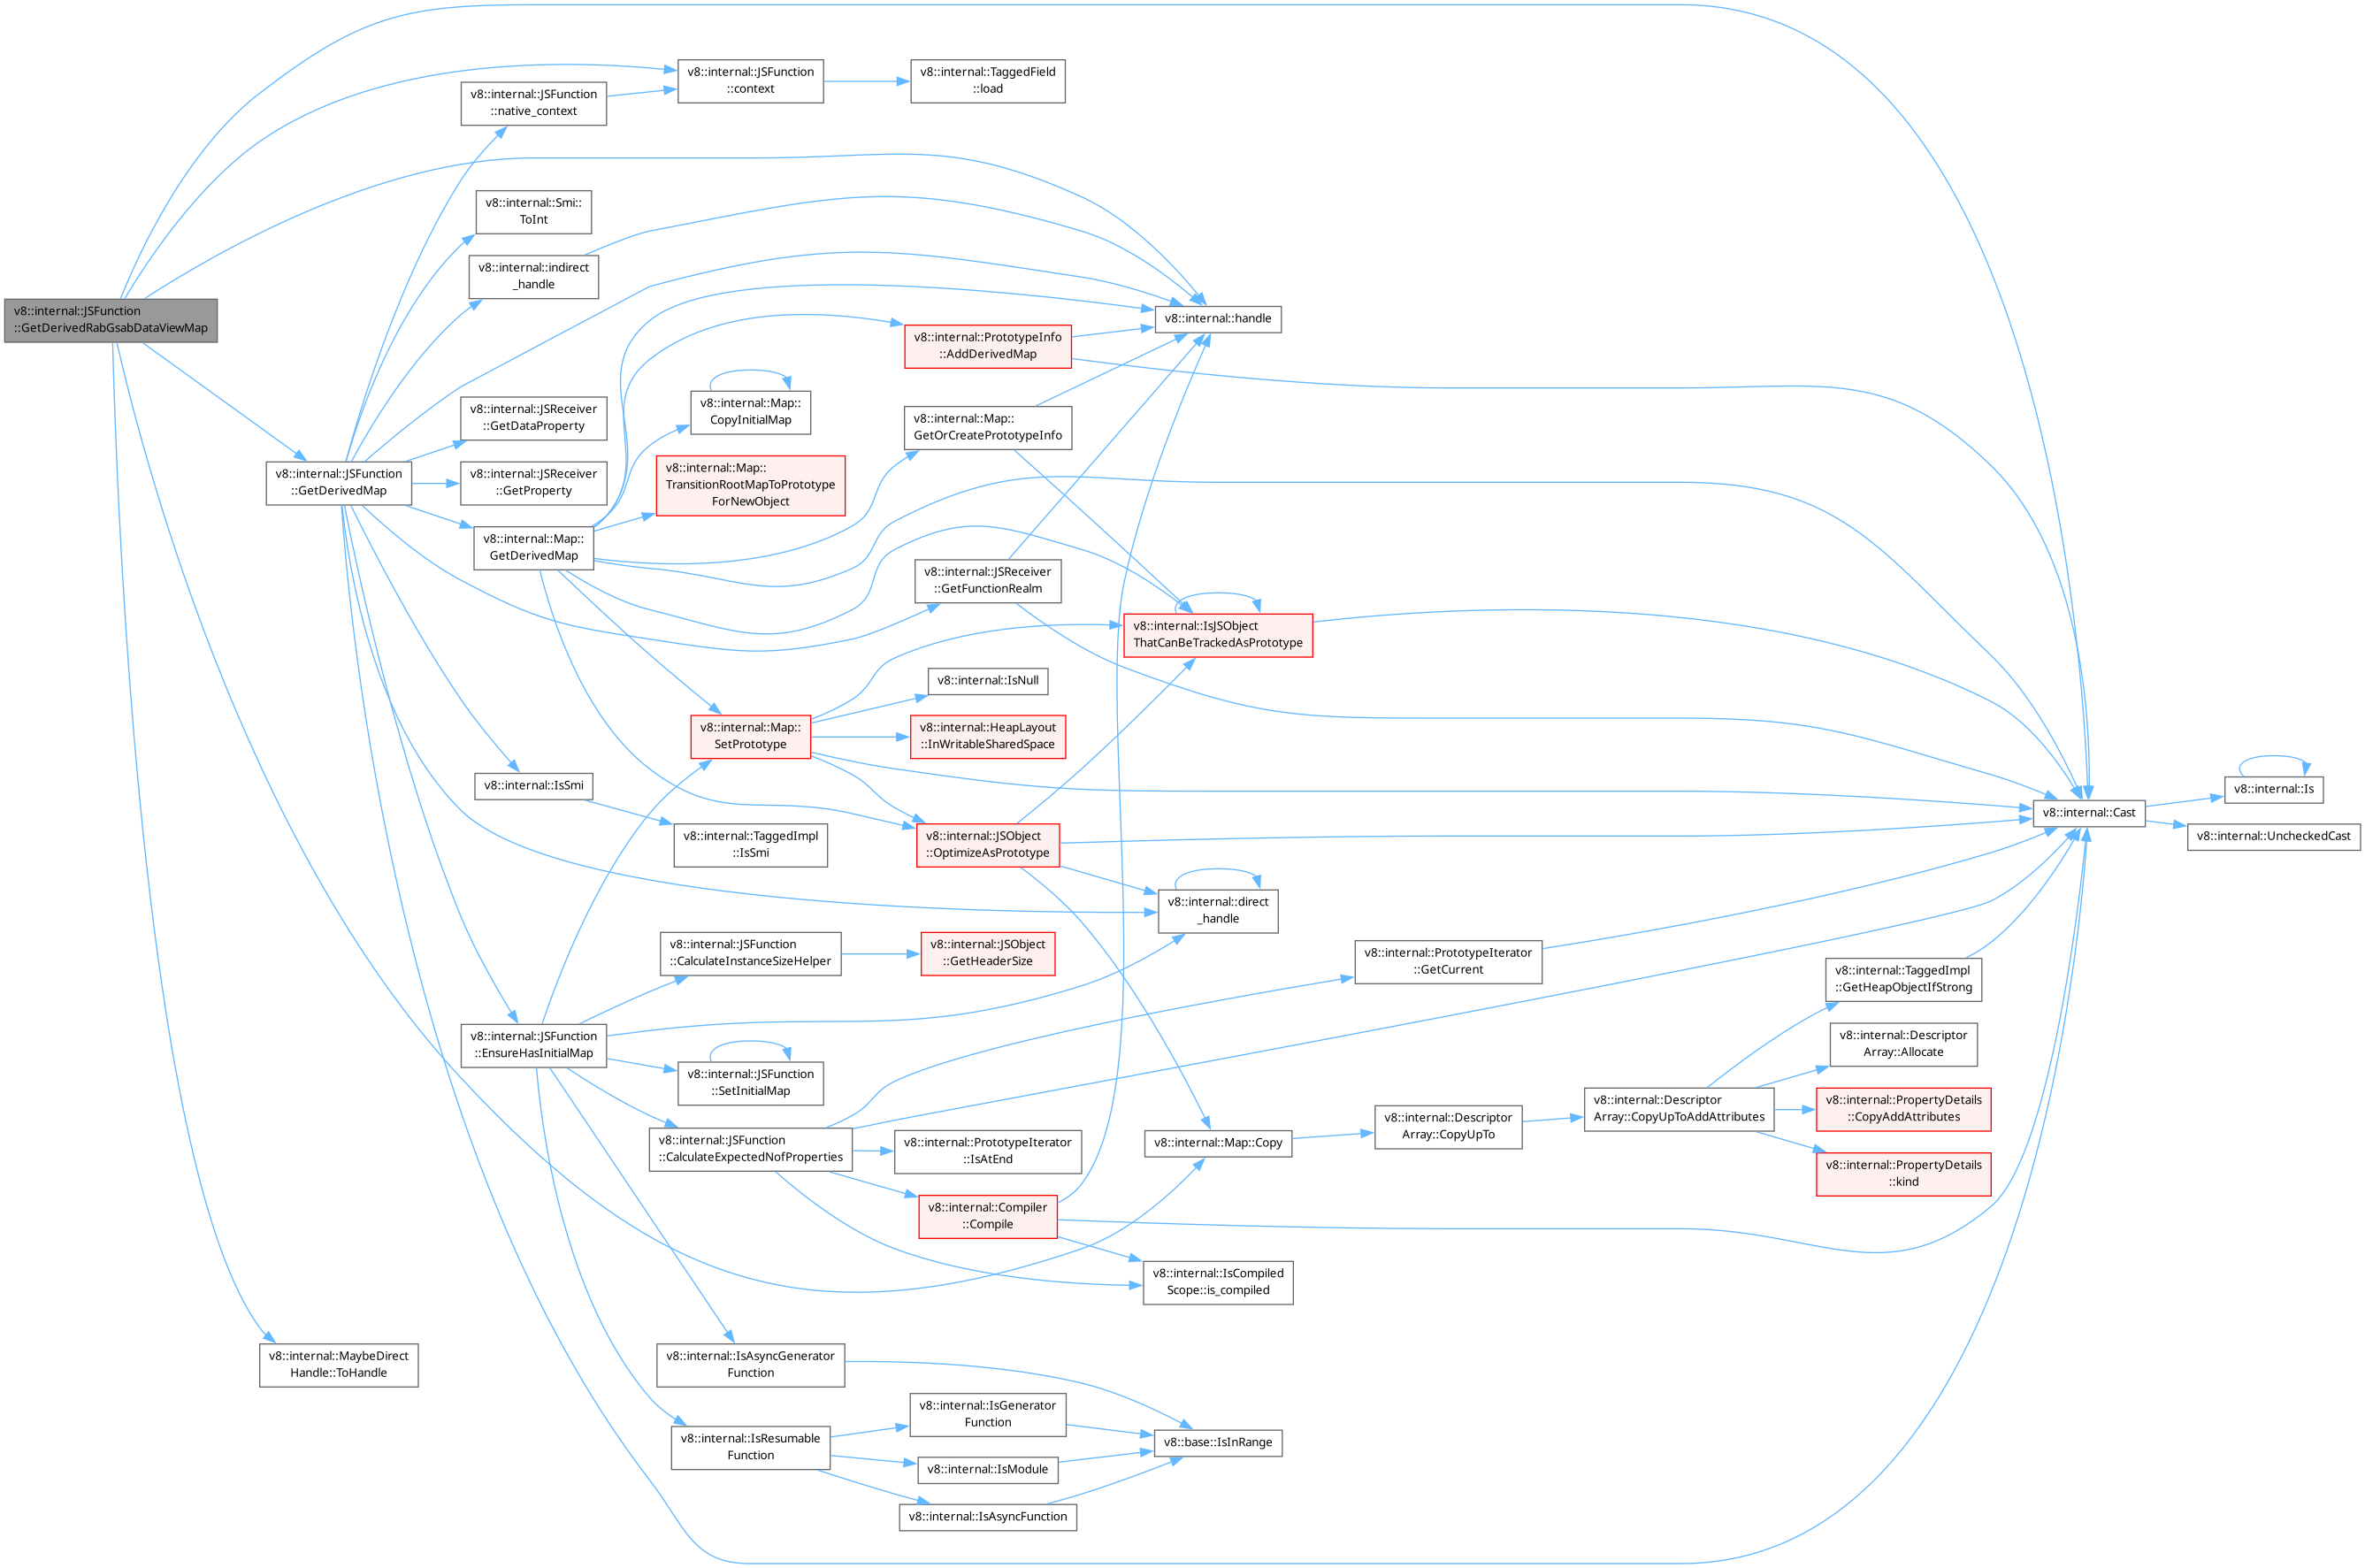 v8::internal::JSFunction
::GetDerivedRabGsabDataViewMap
v8::internal::JSFunction
::GetDerivedMap
v8::internal::MaybeDirect
Handle::ToHandle
v8::internal::JSFunction
::native_context
v8::internal::Smi::
ToInt
v8::internal::indirect
_handle
v8::internal::JSReceiver
::GetDataProperty
v8::internal::JSReceiver
::GetProperty
v8::internal::Map::
GetDerivedMap
v8::internal::IsSmi
v8::internal::JSFunction
::EnsureHasInitialMap
v8::internal::JSFunction
::context
v8::internal::Map::
CopyInitialMap
v8::internal::Map::
TransitionRootMapToPrototype
ForNewObject
v8::internal::Map::
SetPrototype
v8::internal::TaggedImpl
::IsSmi
v8::internal::JSFunction
::CalculateInstanceSizeHelper
v8::internal::JSFunction
::SetInitialMap
v8::internal::JSFunction
::CalculateExpectedNofProperties
v8::internal::IsAsyncGenerator
Function
v8::internal::IsResumable
Function
v8::internal::TaggedField
::load
v8::internal::PrototypeInfo
::AddDerivedMap
v8::internal::Map::
GetOrCreatePrototypeInfo
v8::internal::JSReceiver
::GetFunctionRealm
v8::internal::IsNull
v8::internal::HeapLayout
::InWritableSharedSpace
v8::internal::JSObject
::OptimizeAsPrototype
v8::internal::JSObject
::GetHeaderSize
v8::internal::PrototypeIterator
::IsAtEnd
v8::internal::Compiler
::Compile
v8::internal::IsGenerator
Function
v8::internal::IsModule
v8::internal::IsAsyncFunction
v8::internal::handle
v8::internal::IsJSObject
ThatCanBeTrackedAsPrototype
v8::internal::direct
_handle
v8::internal::Map::Copy
v8::internal::IsCompiled
Scope::is_compiled
v8::base::IsInRange
v8::internal::PrototypeIterator
::GetCurrent
v8::internal::Descriptor
Array::CopyUpTo
v8::internal::Descriptor
Array::CopyUpToAddAttributes
v8::internal::TaggedImpl
::GetHeapObjectIfStrong
v8::internal::Descriptor
Array::Allocate
v8::internal::PropertyDetails
::CopyAddAttributes
v8::internal::PropertyDetails
::kind
v8::internal::Cast
v8::internal::Is
v8::internal::UncheckedCast